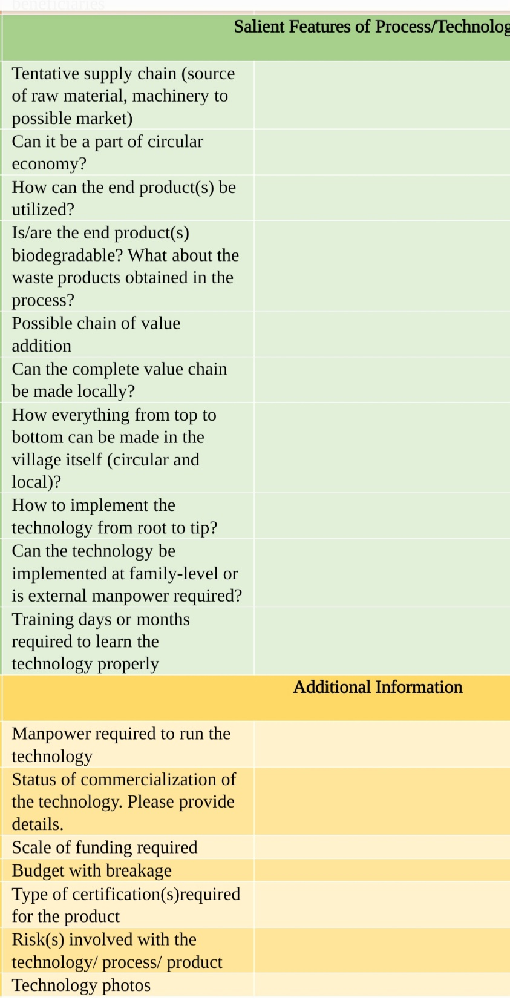 beneficiaries
Salient Features of Process/Technolog
Tentative supply chain (source
of raw material, machinery to
possible market)
Can it be a part of circular
economy?
How can the end product(s) be
utilized?
Is/are the end product(s)
biodegradable? What about the
waste products obtained in the
process?
Possible chain of value
addition
Can the complete value chain
be made locally?
How everything from top to
bottom can be made in the
village itself (circular and
local)?
How to implement the
technology from root to tip?
Can the technology be
implemented at family-level or
is external manpower required?
Training days or months
required to learn the
technology properly
Additional Information
Manpower required to run the
technology
Status of commercialization of
the technology. Please provide
details.
Scale of funding required
Budget with breakage
Type of certification(s)required
for the product
Risk(s) involved with the
technology/ process/ product
Technology photos